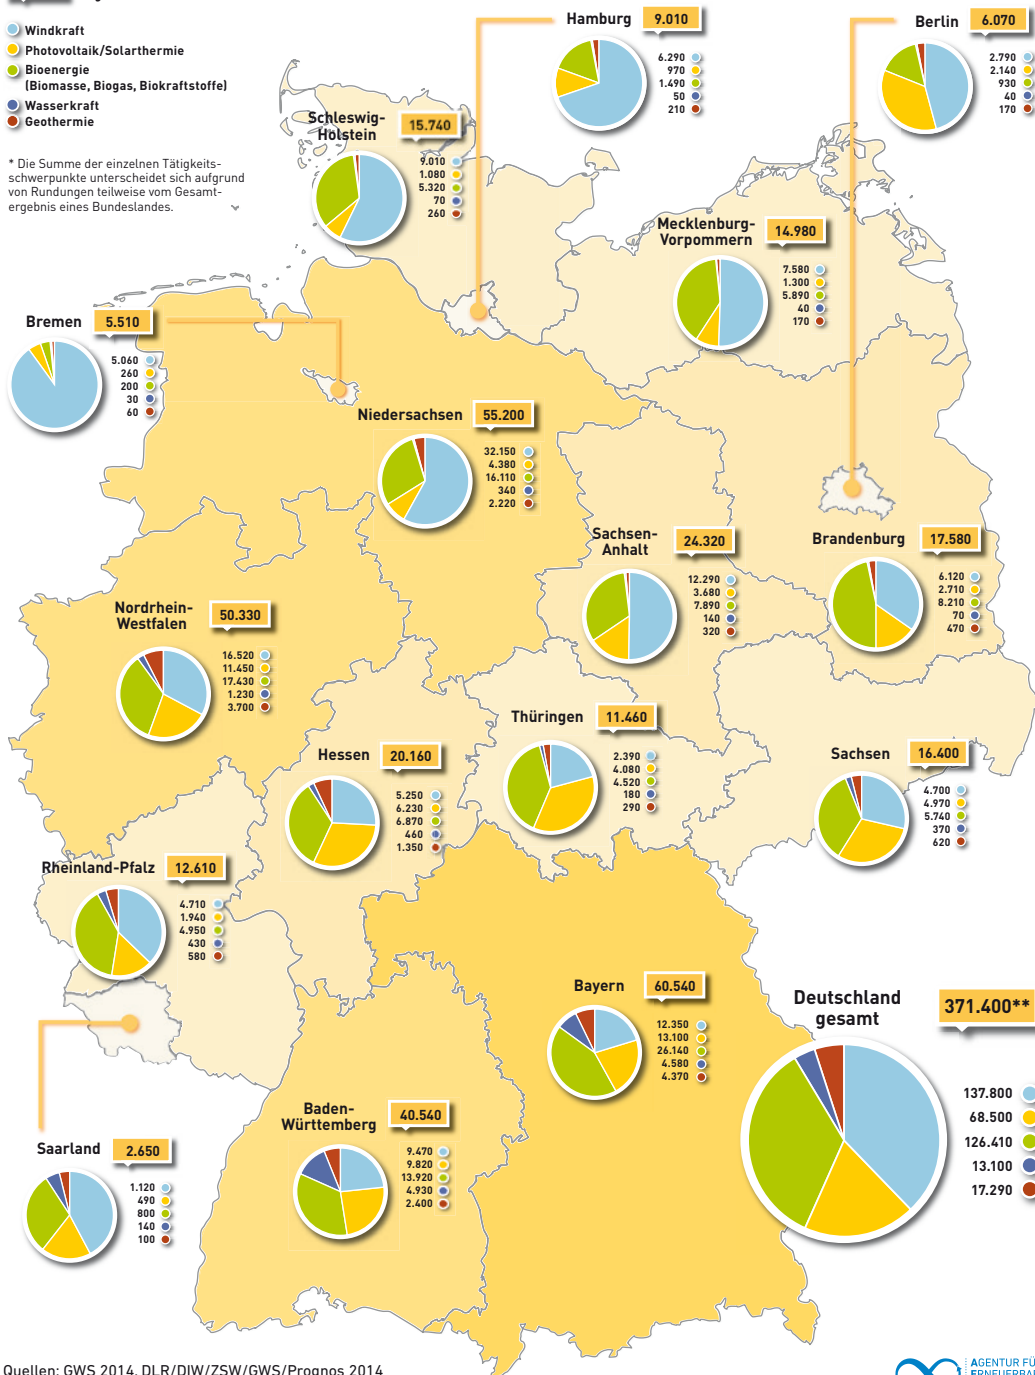 Windkraft
Photovoltaik/Solarthermie
Bioenergie
(Biomasse, Biogas, Biokraftstoffe)
Wasserkraft
Geothermie
* Die Summe der einzelnen Tätigkeits-
schwerpunkte unterscheidet sich aufgrund
von Rundungen teilweise vom Gesamt-
ergebnis eines Bundeslandes.
Hamburg 9.010
6.290
970
1.490
50
210
Berlin 6.070
2.790
2.140
930
40
170
Schleswig-
Holstein 15.740
9.010
1.080
5.320
70
260
Mecklenburg-
Vorpommern 14.980
7.580
1.300
5.890
40
170
Bremen 5.510
5.060
260
200
30
60
Niedersachsen 55.200
32.150
4.380
16.110
340
2.220
Sachsen-
Anhalt 24.320
12.290
3.680
7.890
140
320
Brandenburg 17.580
6.120
2.710
8.210
70
470
Nordrhein-
Westfalen 50.330
16.520
11.450
17.430
1.230
3.700
Thüringen 11.460
2.390
4.080
4.520
180
290
Hessen 20.160
5.250
6.230
6.870
460
1.350
Sachsen 16.400
4.700
4.970
5.740
370
620
Rheinland-Pfalz 12.610
4.710
1.940
4.950
430
580
Bayern 60.540
12.350
13.100
26.140
4.580
4.370
Deutschland
gesamt 371.400**
137.800
68.500
126.410
13.100
17.290
Baden-
Württemberg 40.540
9.470
9.820
13.920
4.930
2.400
Saarland 2.650
1.120
490
800
140
100
Quellen: GWS 2014, DLR/DIW/ZSW/GWS/Prognos 2014
AGENTUR FÜ